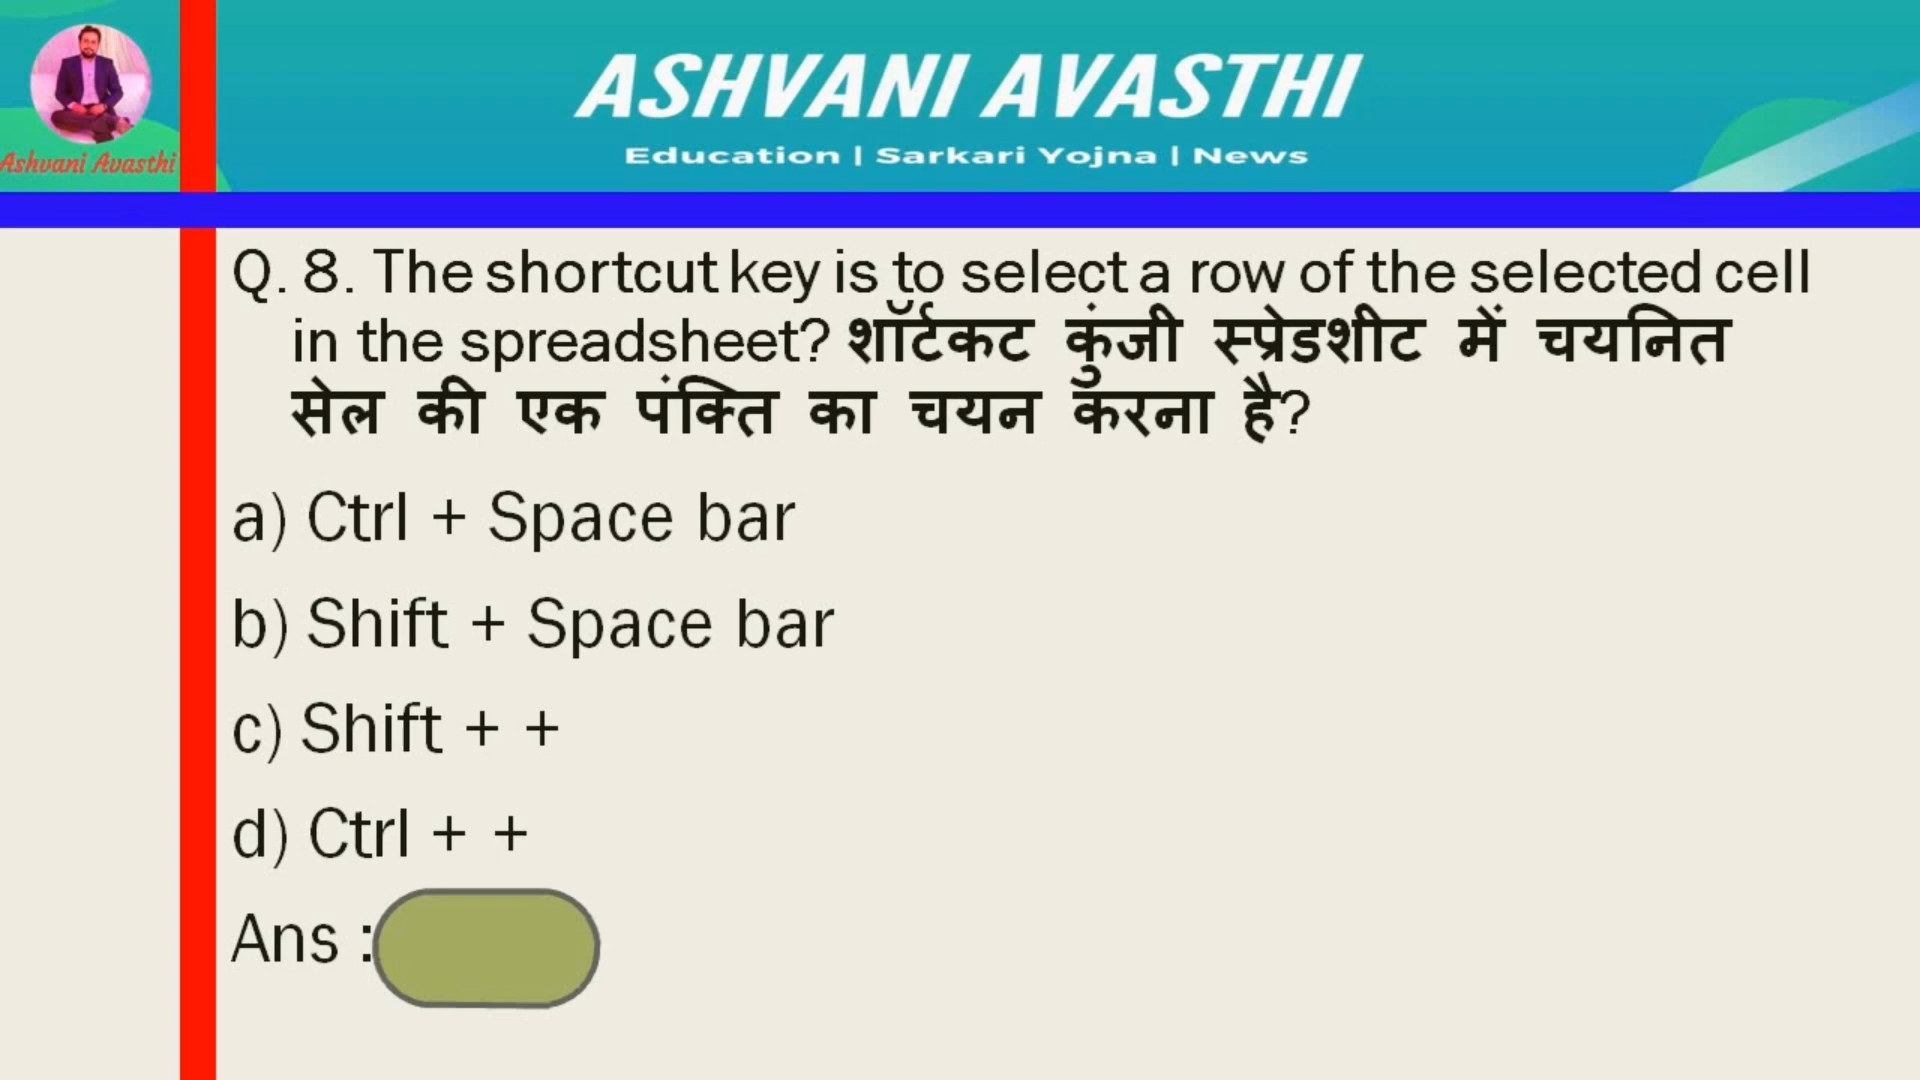 Ashvani Avasthi
ASHVANI AVASTHI
Education | Sarkari Yojna | News
Q. 8. The shortcut key is to select a row of the selected cell
in the spreadsheet? शॉर्टकट कुंजी स्प्रेडशीट में चयनित
सेल की एक पंक्ति का चयन करना है?
a) Ctrl + Space bar
b) Shift + Space bar
c) Shift + +
d) Ctrl + +
Ans :